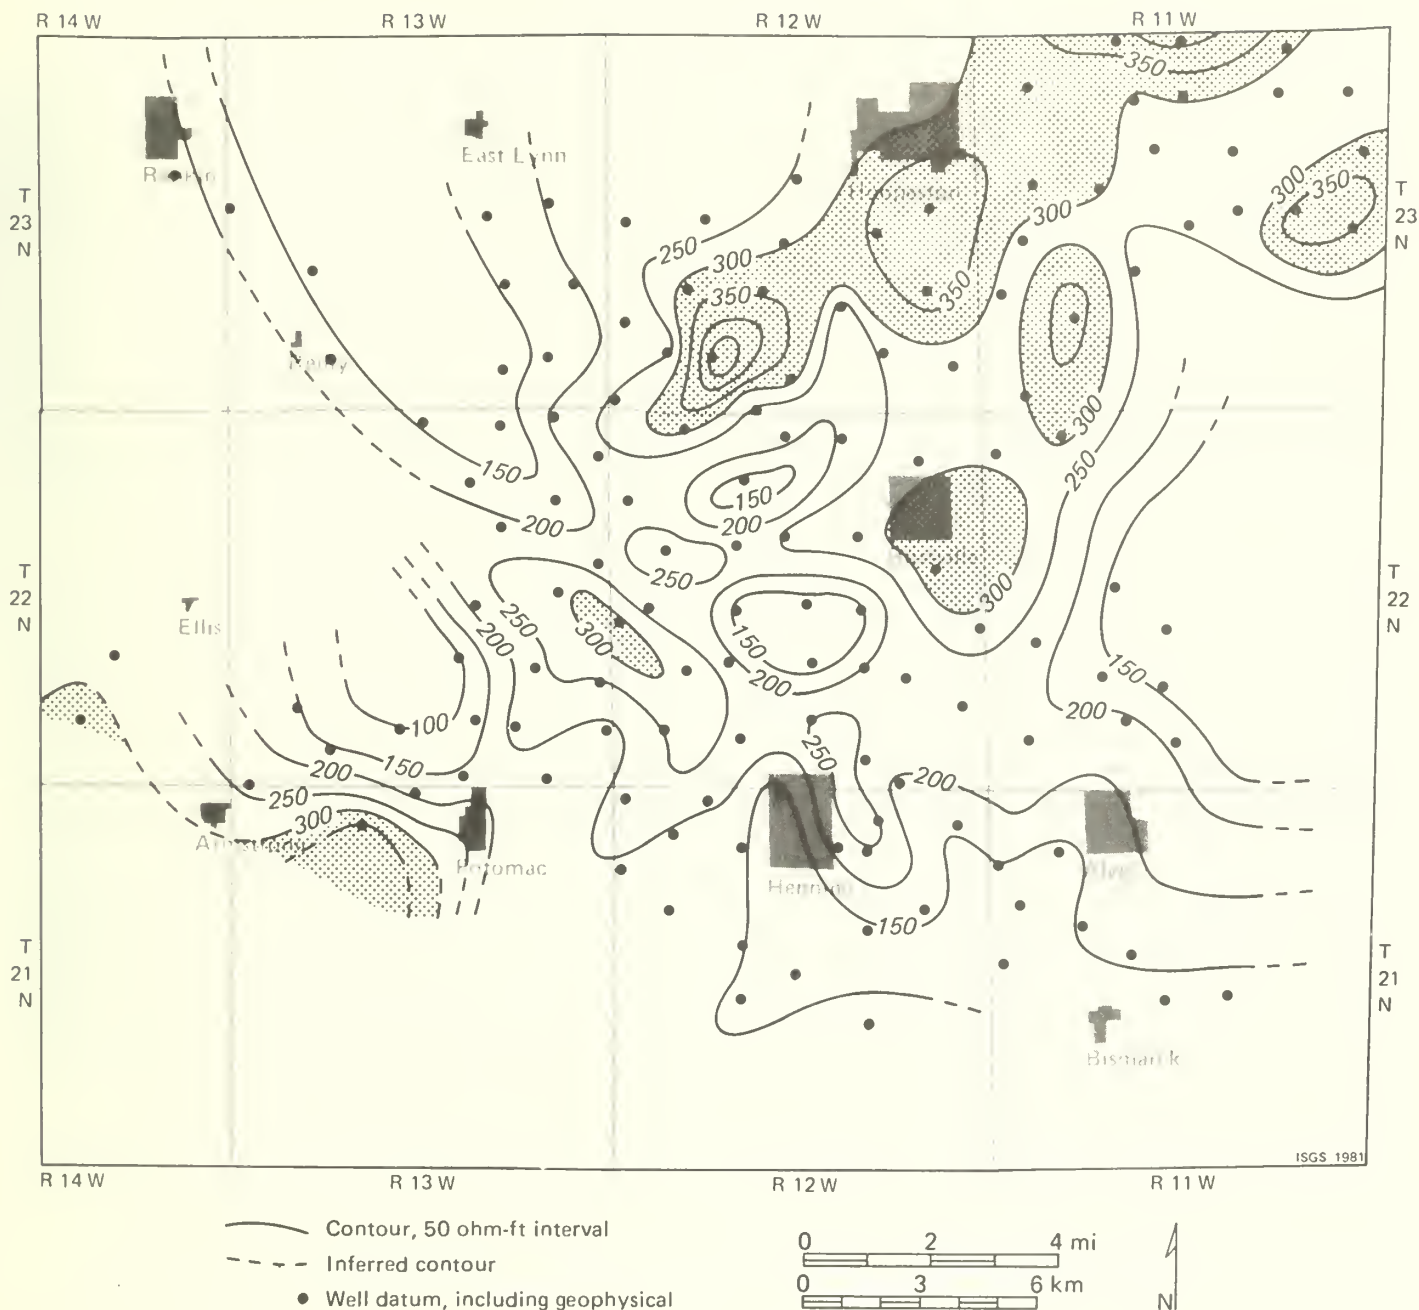 R 14 W R 13 W R 12 W R 11 W
350
East Lynn
T 23 N
300
350
T 23 N
300
250
300
350
350
300
250
150
150
200
200
250
T 22 N
T 22 N
Ellis
250
200
300
300
150
200
150
200
100
250
150
200
200
250
300
Potomac
150
T 21 N
T 21 N
Bismarck
ISGS 1981
R 14 W R 13 W R 12 W R 11 W
Contour, 50 ohm-ft interval
Inferred contour
Well datum, including geophysical
0 2 4 mi
0 3 6 km
N